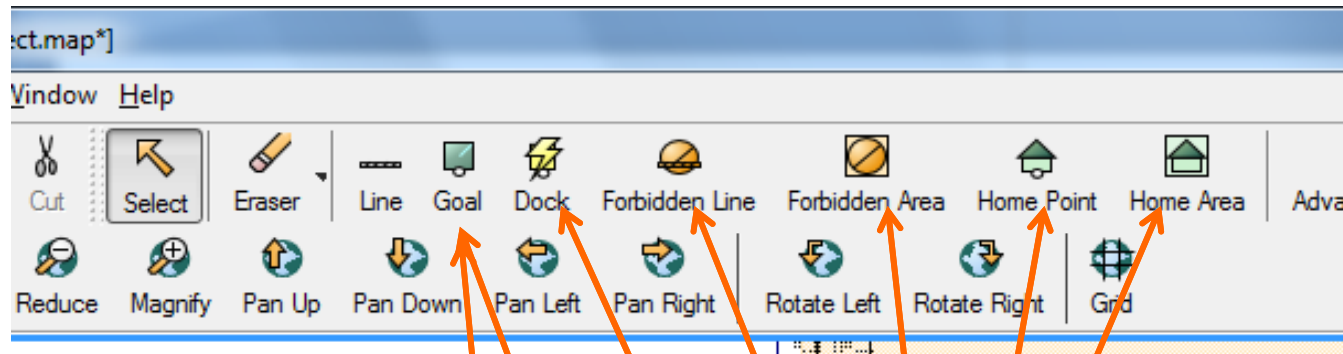 ect.map*]
Window Help
Cut Select Eraser Line Goal Dock Forbidden Line Forbidden Area Home Point Home Area Adva
Reduce Magnify Pan Up Pan Down Pan Left Pan Right Rotate Left Rotate Right Grid